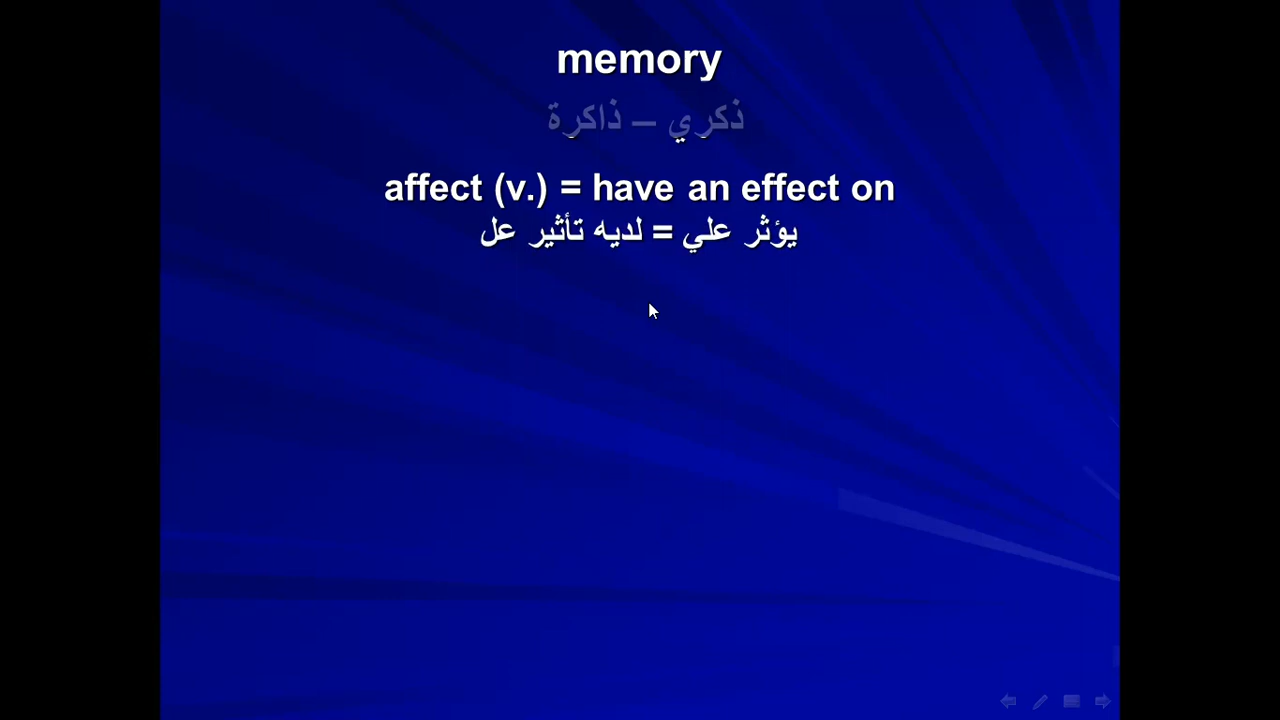 memory
ذكري – ذاكرة
affect (v.) = have an effect on
يؤثر علي = لديه تأثير عل